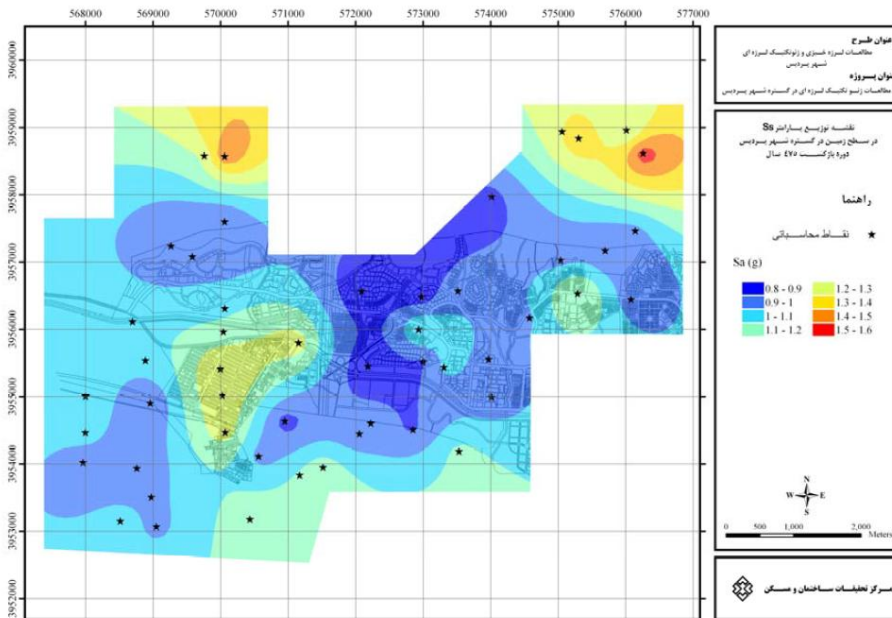 568000 569000 570000 571000 572000 573000 574000 575000 576000 577000
3960000
3959000
3958000
3957000
3956000
3955000
3954000
3953000
3952000
عنوان طرح
مطالعات لرزه خیزی و ژئوتکنیک لرزه ای
شهر پردیس
نوان پروژه
مطالعات ژئو تکنیک لرزه ای در گستره شهر پردیس
نقشه توزیع پارامتر Ss
در سطح زمین در گستره شهر پردیس
دوره بازگشت ٤٧٥ سال
راهنما
نقاط محاسباتی
Sa (g)
0.8 - 0.9 1.2 - 1.3
0.9 - 1 1.3 - 1.4
1 - 1.1 1.4 - 1.5
1.1 - 1.2 1.5 - 1.6
N
W E
S
0 500 1,000 2,000
Meters
مرکز تحقیقات ساختمان و مسکن